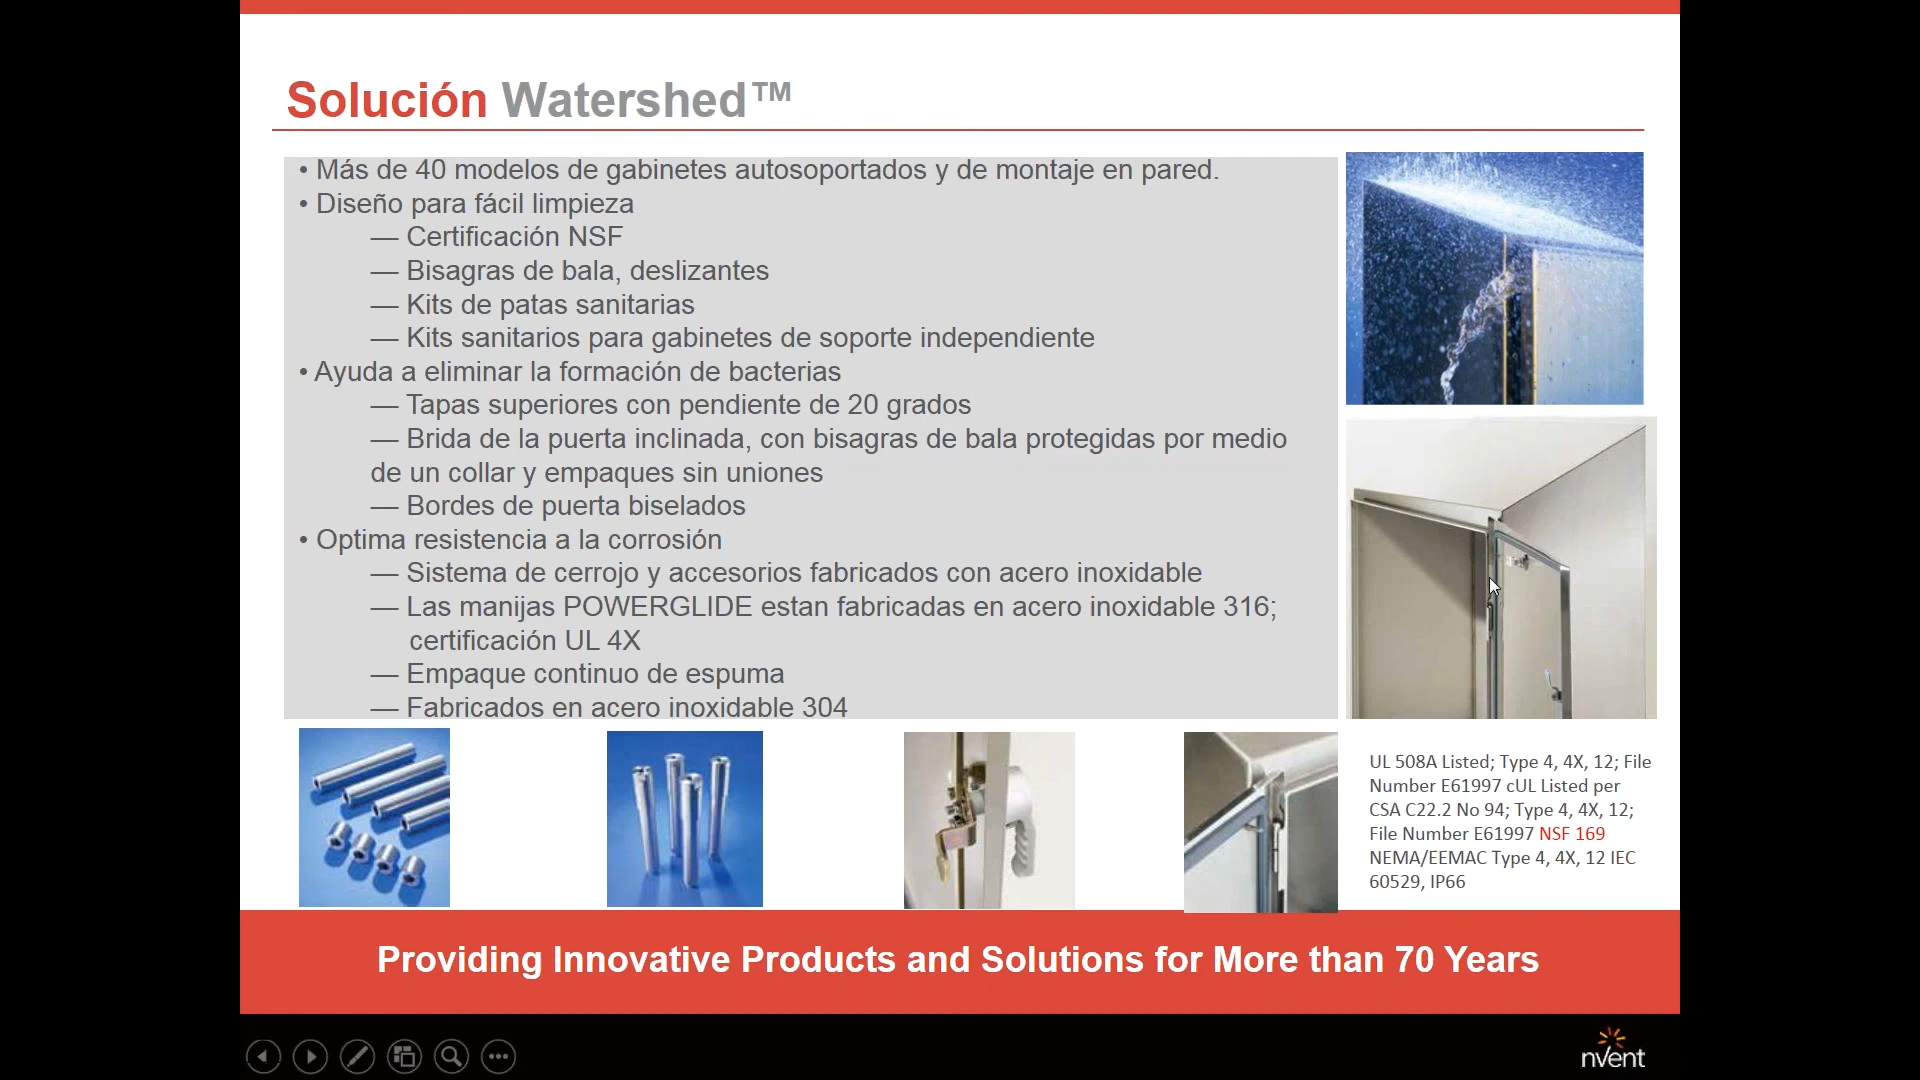 Solución Watershed™
• Más de 40 modelos de gabinetes autosoportados y de montaje en pared.
• Diseño para fácil limpieza
— Certificación NSF
— Bisagras de bala, deslizantes
— Kits de patas sanitarias
— Kits sanitarios para gabinetes de soporte independiente
• Ayuda a eliminar la formación de bacterias
— Tapas superiores con pendiente de 20 grados
— Brida de la puerta inclinada, con bisagras de bala protegidas por medio
de un collar y empaques sin uniones
— Bordes de puerta biselados
• Optima resistencia a la corrosión
— Sistema de cerrojo y accesorios fabricados con acero inoxidable
— Las manijas POWERGLIDE estan fabricadas en acero inoxidable 316;
certificación UL 4X
— Empaque continuo de espuma
— Fabricados en acero inoxidable 304
UL 508A Listed; Type 4, 4X, 12; File
Number E61997 cUL Listed per
CSA C22.2 No 94; Type 4, 4X, 12;
File Number E61997 NSF 169
NEMA/EEMAC Type 4, 4X, 12 IEC
60529, IP66
Providing Innovative Products and Solutions for More than 70 Years
nvent